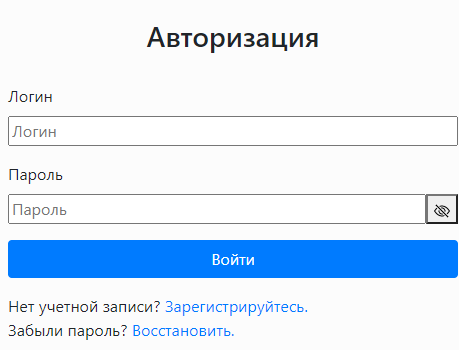 Авторизация
Логин
Логин
Пароль
Пароль
Войти
Нет учетной записи? Зарегистрируйтесь.
Забыли пароль? Восстановить.